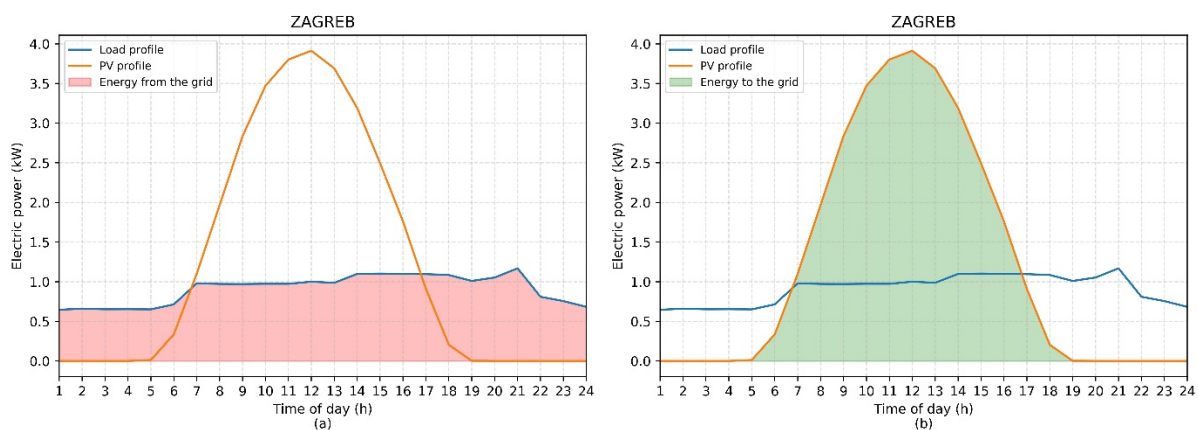 ZAGREB
Load profile
PV profile
Energy from the grid
Electric power (kW)
4.0
3.5
3.0
2.5
2.0
1.5
1.0
0.5
0.0
1 2 3 4 5 6 7 8 9 10 11 12 13 14 15 16 17 18 19 20 21 22 23 24
Time of day (h)
(a)
ZAGREB
Load profile
PV profile
Energy to the grid
Electric power (kW)
4.0
3.5
3.0
2.5
2.0
1.5
1.0
0.5
0.0
1 2 3 4 5 6 7 8 9 10 11 12 13 14 15 16 17 18 19 20 21 22 23 24
Time of day (h)
(b)